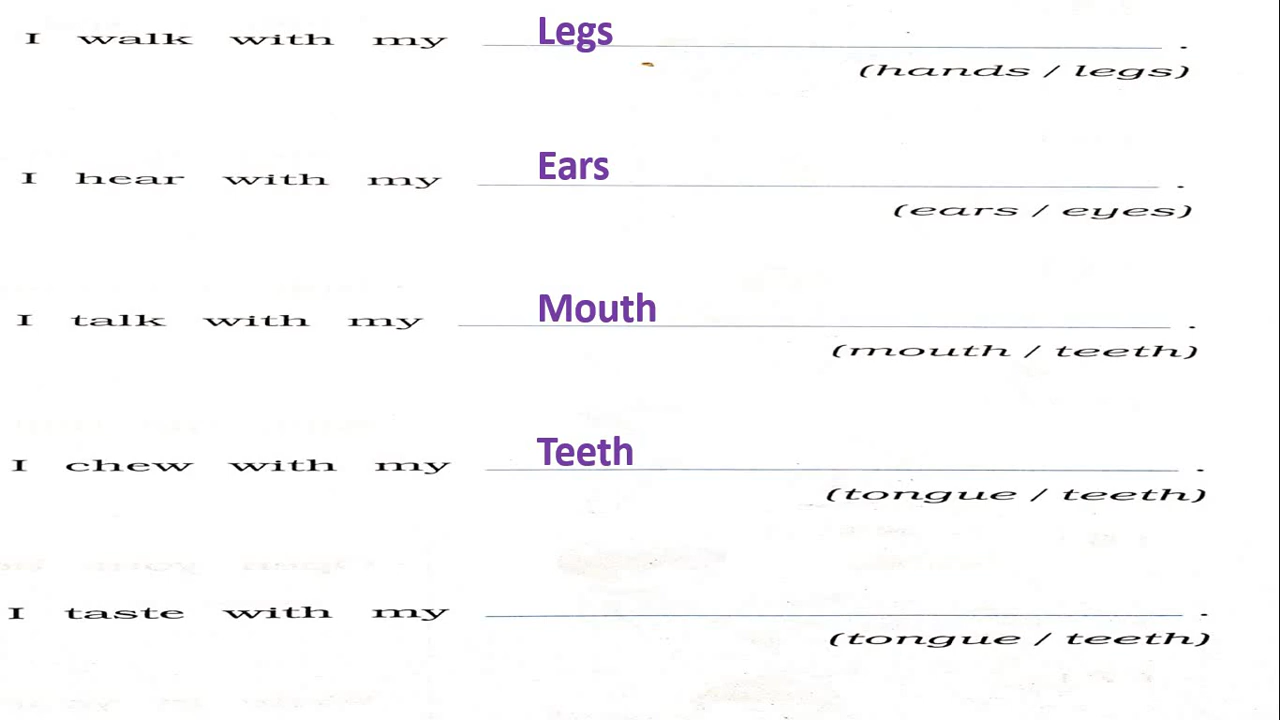 I walk with my Legs .
(hands / legs)
I hear with my Ears .
(ears / eyes)
I talk with my Mouth .
(mouth / teeth)
I chew with my Teeth .
(tongue / teeth)
I taste with my .
(tongue / teeth)